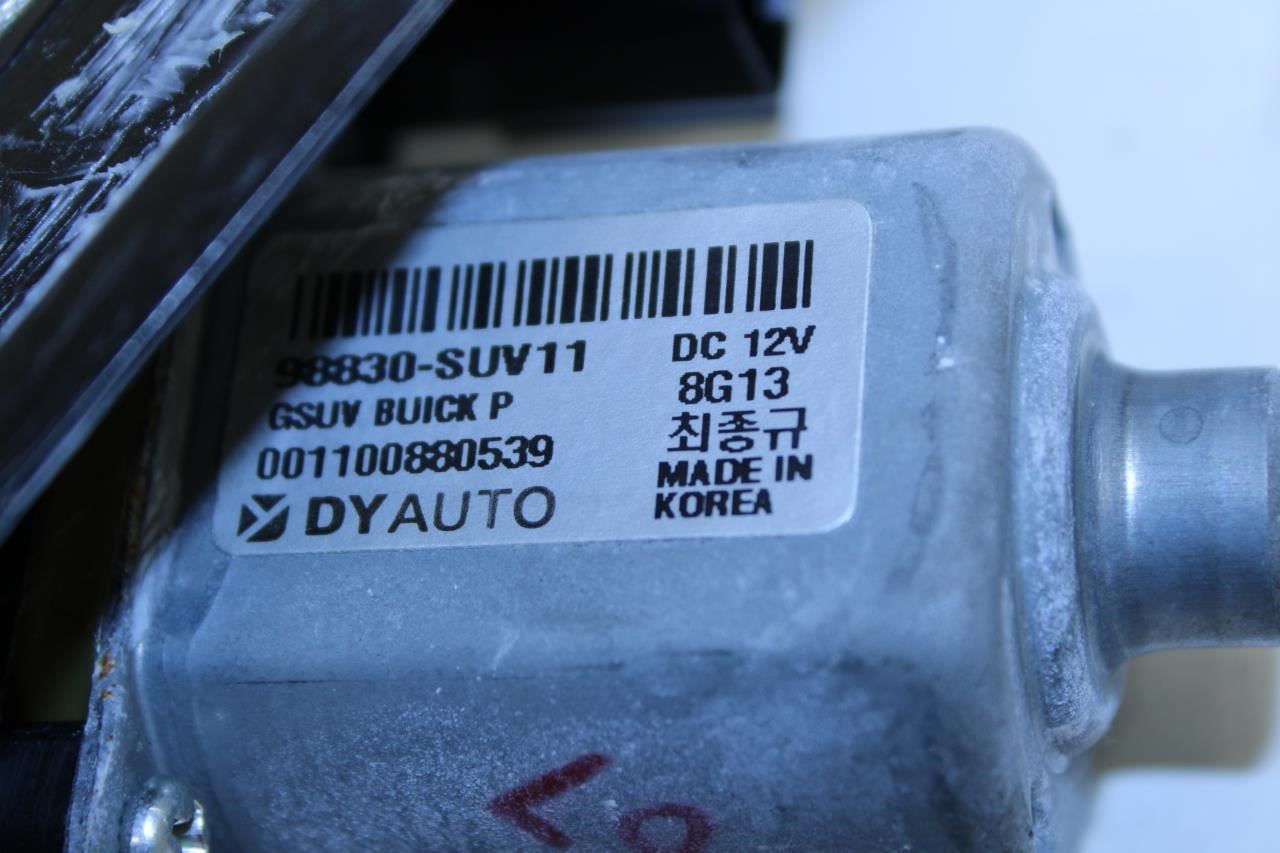 98830-SUV11
GSUV BUICK P
001100880539
DYAUTO
DC 12V
8G13
최종규
MADE IN
KOREA